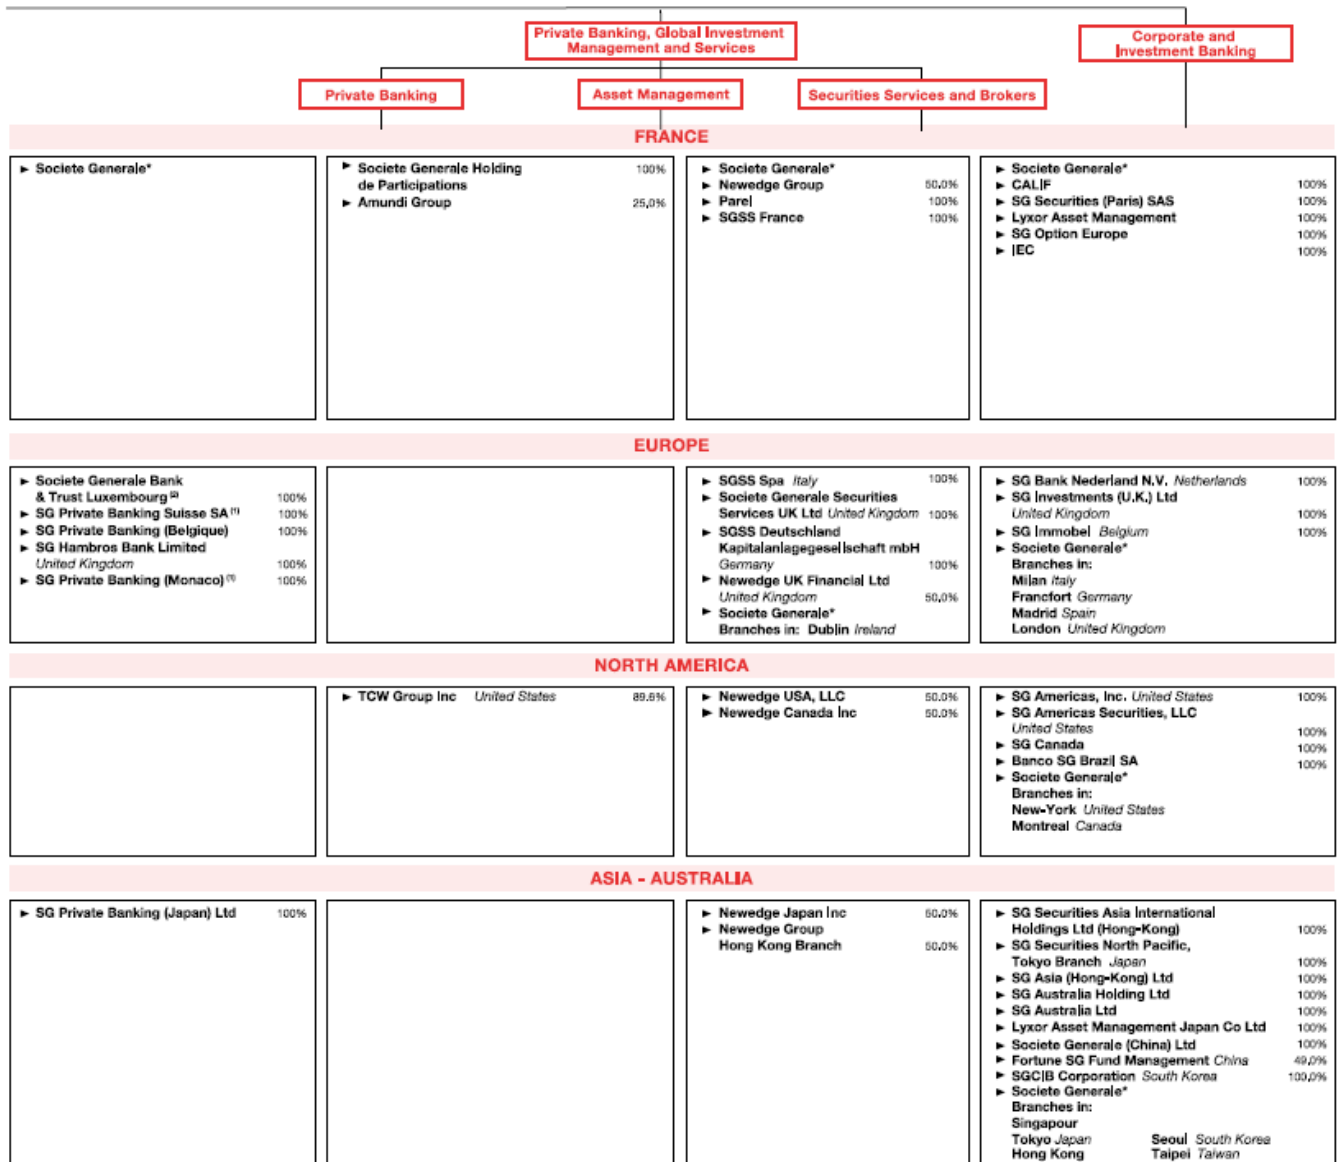 Private Banking, Global Investment
Management and Services
Corporate and
Investment Banking
Private Banking
Asset Management
Securities Services and Brokers
FRANCE
► Societe Generale*
► Societe Generale Holding 100%
de Participations
► Amundi Group 25,0%
► Societe Generale*
► Newedge Group 50,0%
► Parel 100%
► SGSS France 100%
► Societe Generale*
► CALIF 100%
► SG Securities (Paris) SAS 100%
► Lyxor Asset Management 100%
► SG Option Europe 100%
► IEC 100%
EUROPE
► Societe Generale Bank
& Trust Luxembourg (2) 100%
► SG Private Banking Suisse SA (1) 100%
► SG Private Banking (Belgique) 100%
► SG Hambros Bank Limited
United Kingdom 100%
► SG Private Banking (Monaco) (1) 100%
► SGSS Spa Italy 100%
► Societe Generale Securities
Services UK Ltd United Kingdom 100%
► SGSS Deutschland
Kapitalanlagegesellschaft mbH
Germany 100%
► Newedge UK Financial Ltd
United Kingdom 50,0%
► Societe Generale*
Branches in: Dublin Ireland
► SG Bank Nederland N.V. Netherlands 100%
► SG Investments (U.K.) Ltd
United Kingdom 100%
► SG Immobel Belgium 100%
► Societe Generale*
Branches in:
Milan Italy
Francfort Germany
Madrid Spain
London United Kingdom
NORTH AMERICA
► TCW Group Inc United States 89.6%
► Newedge USA, LLC 50.0%
► Newedge Canada Inc 50.0%
► SG Americas, Inc. United States 100%
► SG Americas Securities, LLC
United States 100%
► SG Canada 100%
► Banco SG Brazil SA 100%
► Societe Generale*
Branches in:
New-York United States
Montreal Canada
ASIA - AUSTRALIA
► SG Private Banking (Japan) Ltd 100%
► Newedge Japan Inc 50.0%
► Newedge Group
Hong Kong Branch 50,0%
► SG Securities Asia International
Holdings Ltd (Hong-Kong) 100%
► SG Securities North Pacific,
Tokyo Branch Japan 100%
► SG Asia (Hong-Kong) Ltd 100%
► SG Australia Holding Ltd 100%
► SG Australia Ltd 100%
► Lyxor Asset Management Japan Co Ltd 100%
► Societe Generale (China) Ltd 100%
► Fortune SG Fund Management China 49,0%
► SGCIB Corporation South Korea 100,0%
► Societe Generale*
Branches in:
Singapour
Tokyo Japan Seoul South Korea
Hong Kong Taipei Taiwan